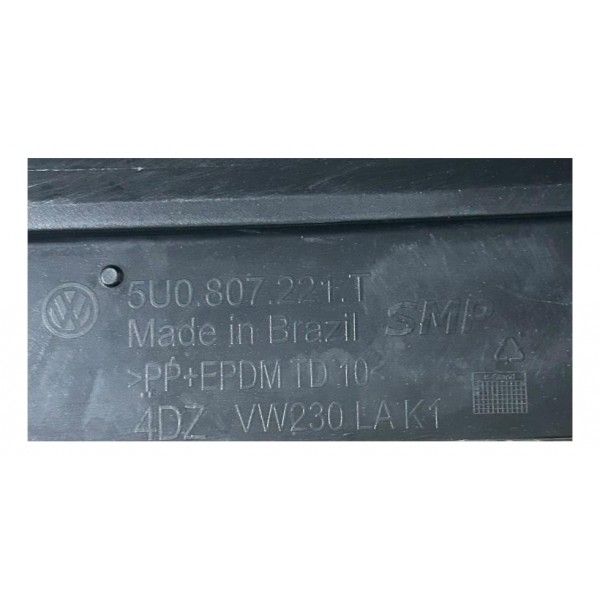 5U0.807.221.T
Made in Brazil
SMP
>PP+EPDM TD 10<
4DZ VW230 LA K1